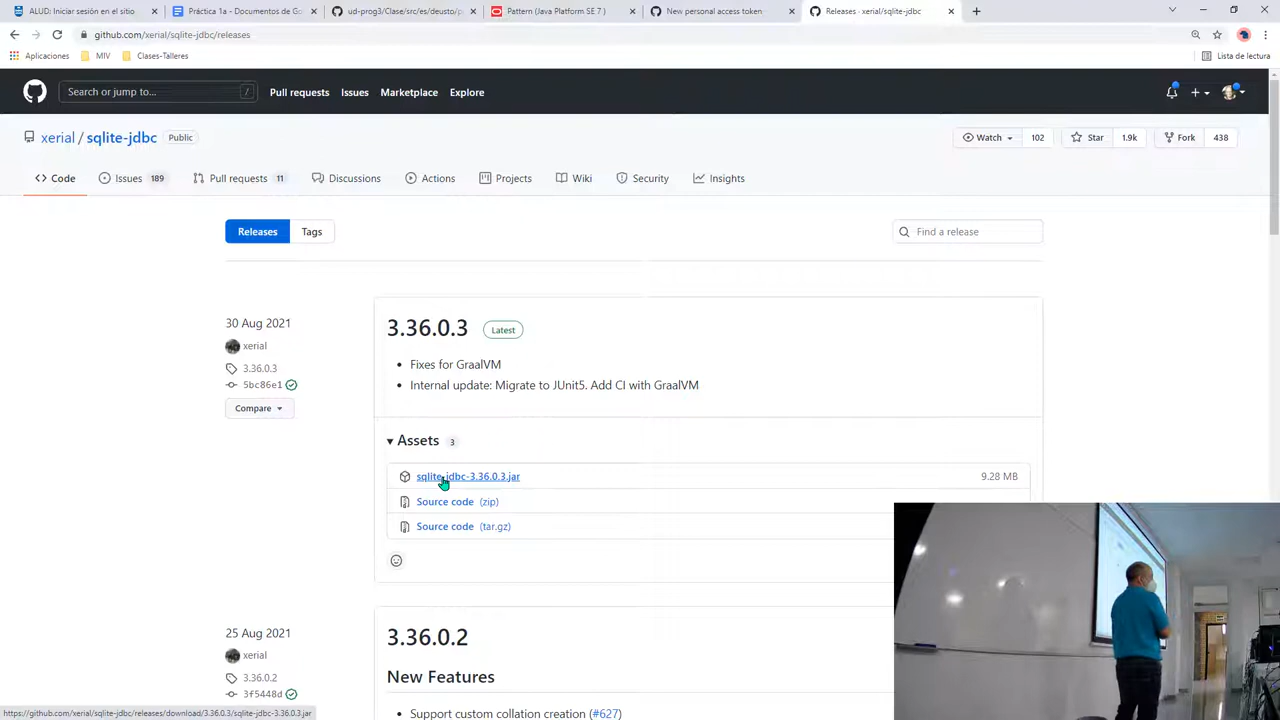 ALUD: Iniciar sesión en el sitio
Práctica 1a - Documentos de Go
ud-prog3/Clase/src/es/deusto/p
Pattern (Java Platform SE 7 )
New personal access token
Releases · xerial/sqlite-jdbc
github.com/xerial/sqlite-jdbc/releases
Aplicaciones
MIV
Clases-Talleres
Lista de lectura
Search or jump to...
/
Pull requests
Issues
Marketplace
Explore
xerial / sqlite-jdbc
Public
Watch
102
Star
1.9k
Fork
438
Code
Issues 189
Pull requests 11
Discussions
Actions
Projects
Wiki
Security
Insights
Releases
Tags
Find a release
30 Aug 2021
xerial
3.36.0.3
5bc86e1
Compare
3.36.0.3
Latest
Fixes for GraalVM
Internal update: Migrate to JUnit5. Add CI with GraalVM
Assets 3
sqlite-jdbc-3.36.0.3.jar
9.28 MB
Source code (zip)
Source code (tar.gz)
25 Aug 2021
xerial
3.36.0.2
3f5448d
3.36.0.2
New Features
Support custom collation creation (#627)
https://github.com/xerial/sqlite-jdbc/releases/download/3.36.0.3/sqlite-jdbc-3.36.0.3.jar